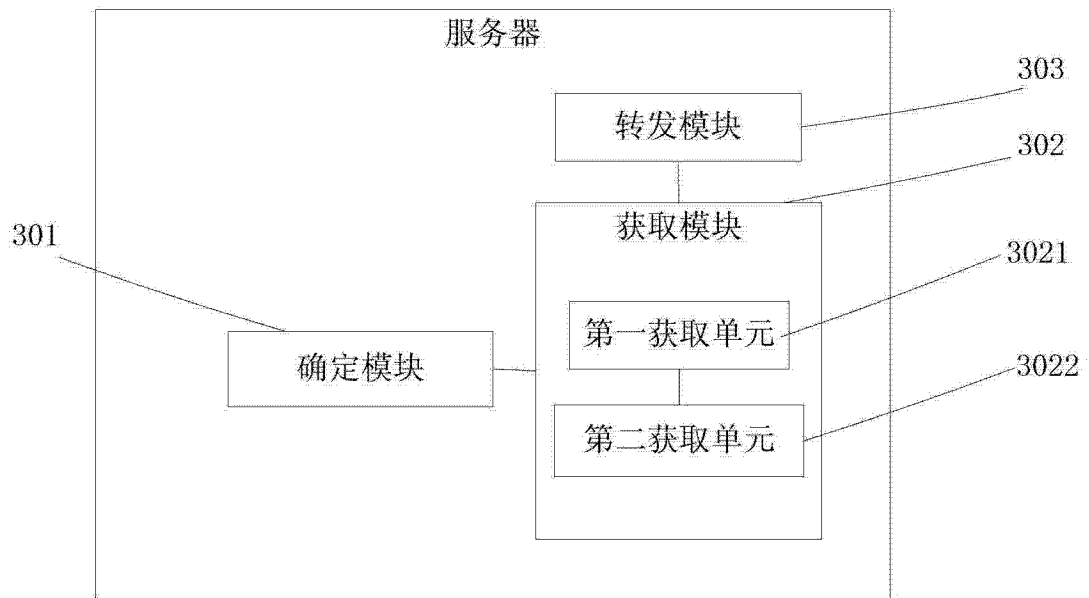 服务器
303
转发模块
302
获取模块
301
3021
第一获取单元
确定模块
3022
第二获取单元